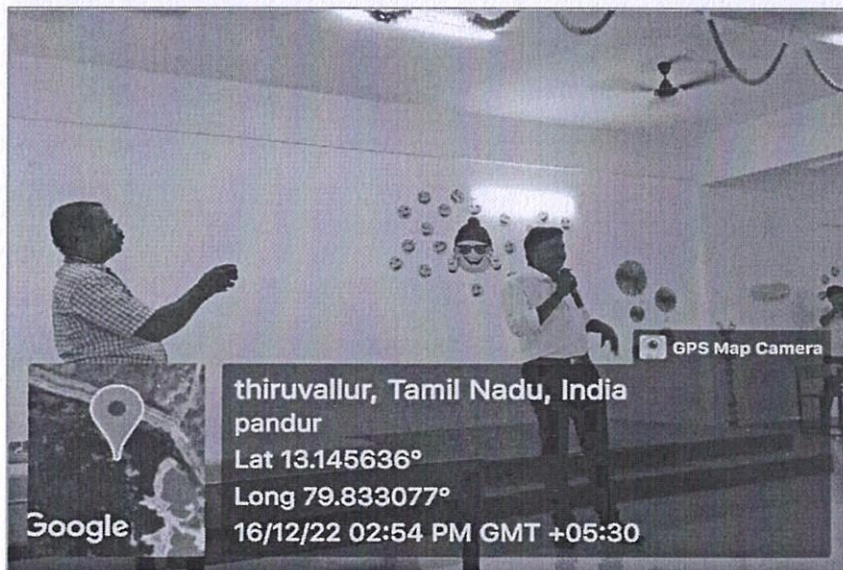 GPS Map Camera
thiruvallur, Tamil Nadu, India
pandur
Lat 13.145636°
Long 79.833077°
16/12/22 02:54 PM GMT +05:30
Google